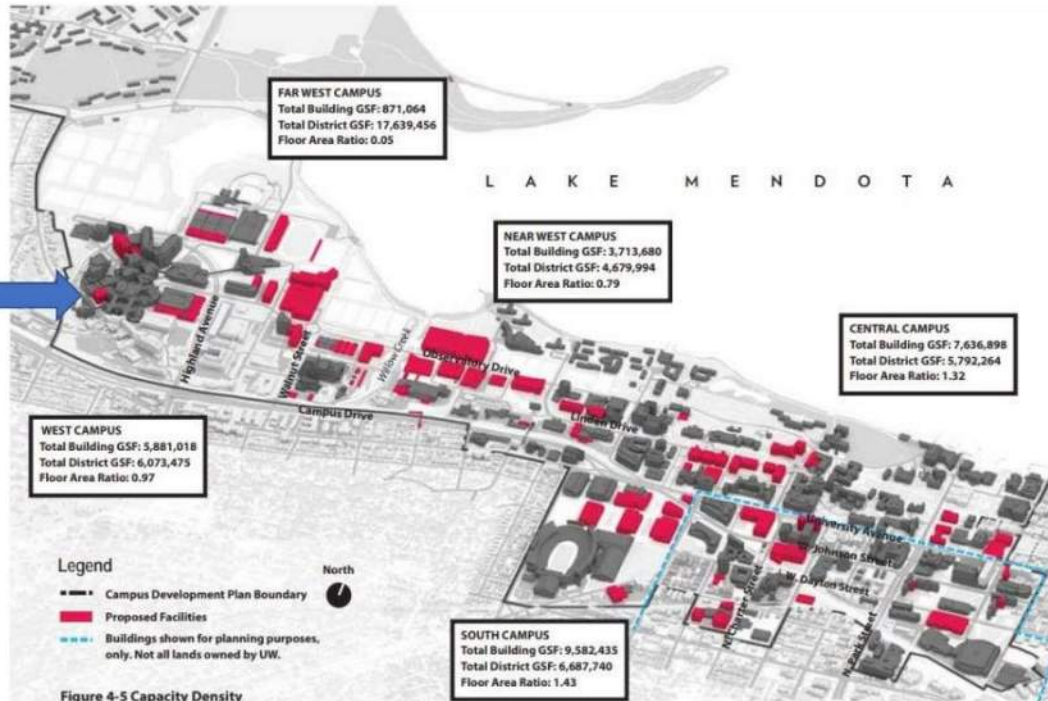 FAR WEST CAMPUS
Total Building GSF: 871,064
Total District GSF: 17,639,456
Floor Area Ratio: 0.05
L A K E M E N D O T A
NEAR WEST CAMPUS
Total Building GSF: 3,713,680
Total District GSF: 4,679,994
Floor Area Ratio: 0.79
CENTRAL CAMPUS
Total Building GSF: 7,636,898
Total District GSF: 5,792,264
Floor Area Ratio: 1.32
Highland Avenue
Walnut Street
Willow Creek
Observatory Drive
Campus Drive
Linden Drive
WEST CAMPUS
Total Building GSF: 5,881,018
Total District GSF: 6,073,475
Floor Area Ratio: 0.97
University Avenue
W. Johnson Street
W. Dayton Street
N. Charter Street
N. Park Street
Legend
Campus Development Plan Boundary
Proposed Facilities
Buildings shown for planning purposes,
only. Not all lands owned by UW.
North
SOUTH CAMPUS
Total Building GSF: 9,582,435
Total District GSF: 6,687,740
Floor Area Ratio: 1.43
Figure 4-5 Capacity Density